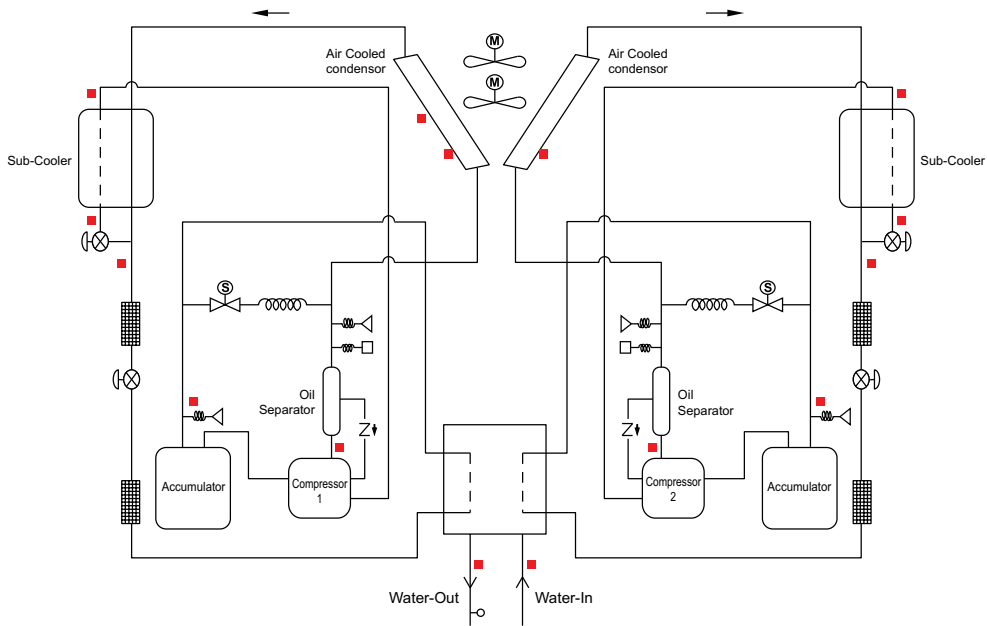 Air Cooled
condensor
M
M
Air Cooled
condensor
Sub-Cooler
Sub-Cooler
S
S
Oil
Separator
Oil
Separator
Accumulator
Compressor
1
Compressor
2
Accumulator
Water-Out
Water-In